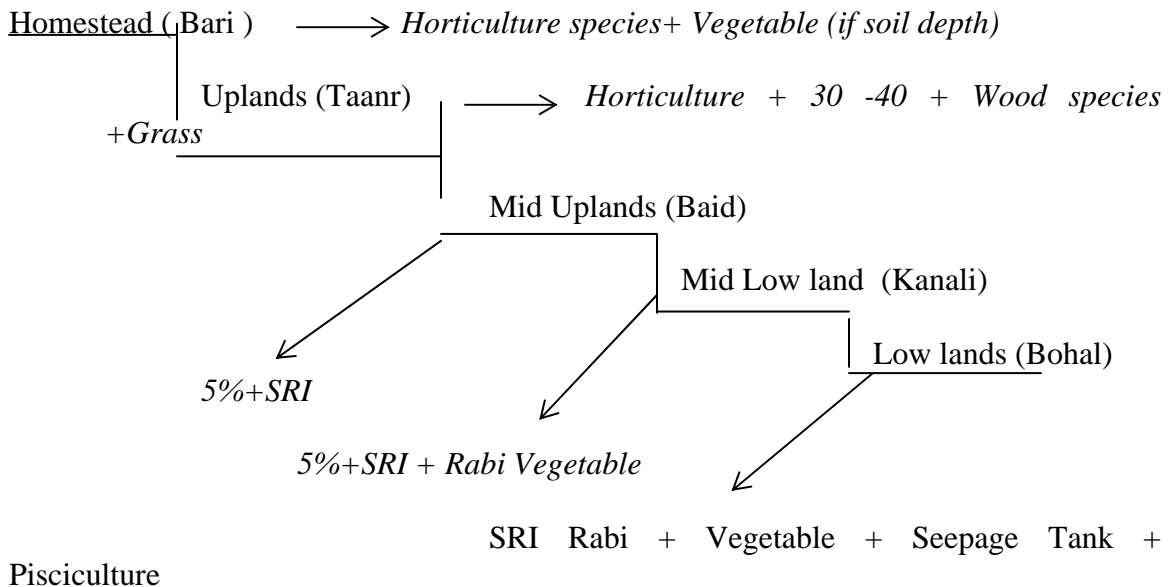 Homestead ( Bari ) Horticulture species+ Vegetable (if soil depth)
Uplands (Taanr) Horticulture + 30 -40 + Wood species
+Grass
Mid Uplands (Baid)
Mid Low land (Kanali)
Low lands (Bohal)
5%+SRI
5%+SRI + Rabi Vegetable
SRI Rabi + Vegetable + Seepage Tank +
Pisciculture